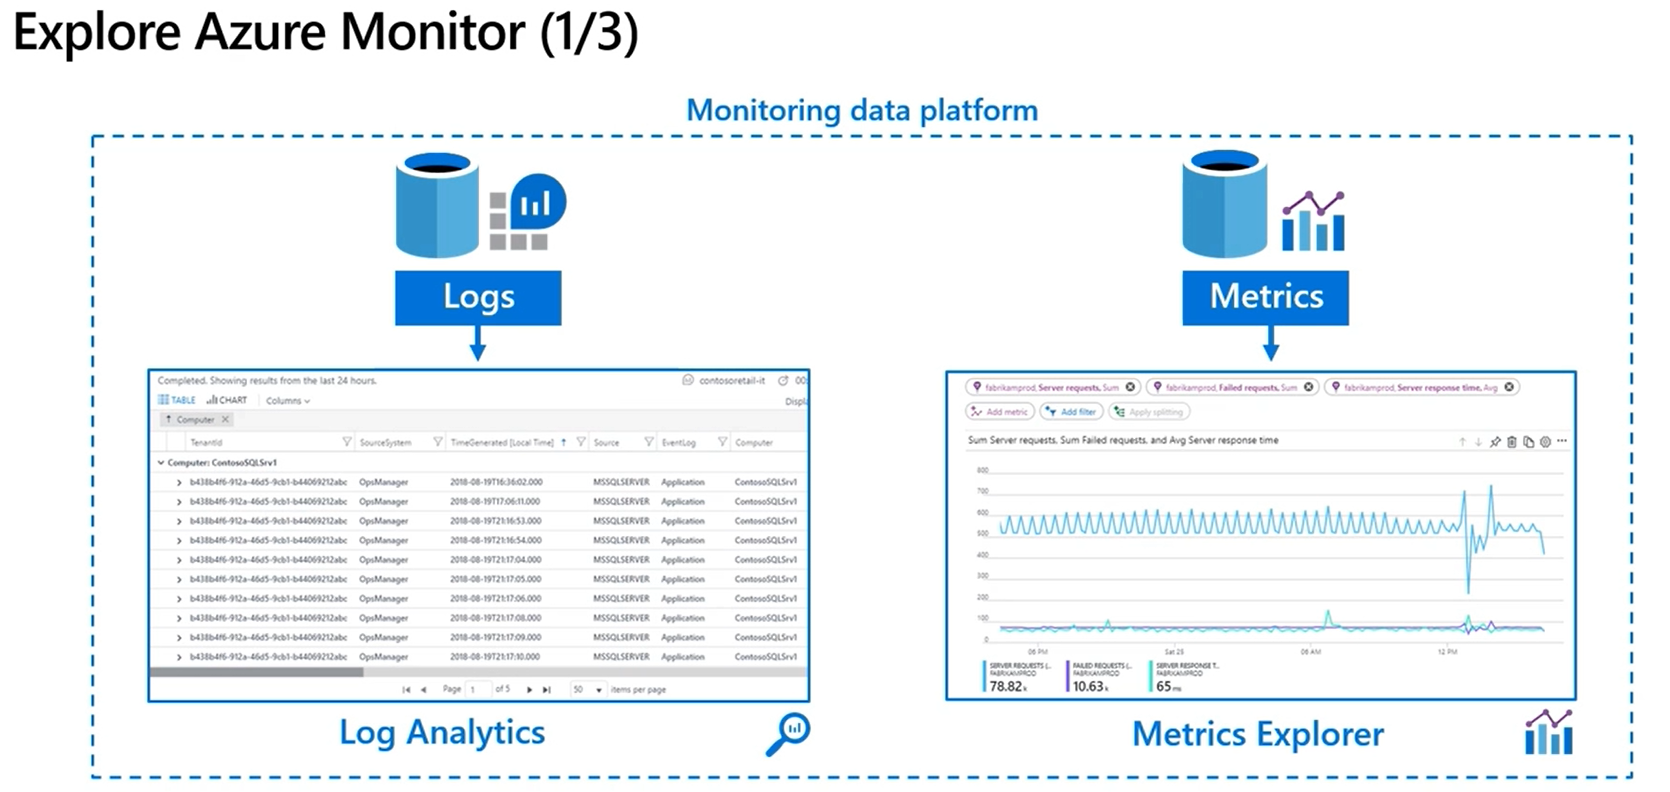 Explore Azure Monitor (1/3)
Monitoring data platform
Logs
Completed. Showing results from the last 24 hours.
contosoretail-it
00:
TABLE CHART Columns
Displa
Computer
TenantId SourceSystem TimeGenerated [Local Time] Source EventLog Computer
Computer: ContosoSQLSrv1
b438b4f6-912a-46d5-9cb1-b44069212abc OpsManager 2018-08-19T16:36:02.000 MSSQLSERVER Application ContosoSQLSrv1
b438b4f6-912a-46d5-9cb1-b44069212abc OpsManager 2018-08-19T17:06:11.000 MSSQLSERVER Application ContosoSQLSrv1
b438b4f6-912a-46d5-9cb1-b44069212abc OpsManager 2018-08-19T21:16:53.000 MSSQLSERVER Application ContosoSQLSrv1
b438b4f6-912a-46d5-9cb1-b44069212abc OpsManager 2018-08-19T21:16:54.000 MSSQLSERVER Application ContosoSQLSrv1
b438b4f6-912a-46d5-9cb1-b44069212abc OpsManager 2018-08-19T21:17:04.000 MSSQLSERVER Application ContosoSQLSrv1
b438b4f6-912a-46d5-9cb1-b44069212abc OpsManager 2018-08-19T21:17:05.000 MSSQLSERVER Application ContosoSQLSrv1
b438b4f6-912a-46d5-9cb1-b44069212abc OpsManager 2018-08-19T21:17:06.000 MSSQLSERVER Application ContosoSQLSrv1
b438b4f6-912a-46d5-9cb1-b44069212abc OpsManager 2018-08-19T21:17:08.000 MSSQLSERVER Application ContosoSQLSrv1
b438b4f6-912a-46d5-9cb1-b44069212abc OpsManager 2018-08-19T21:17:09.000 MSSQLSERVER Application ContosoSQLSrv1
b438b4f6-912a-46d5-9cb1-b44069212abc OpsManager 2018-08-19T21:17:10.000 MSSQLSERVER Application ContosoSQLSrv1
Page 1 of 5 50 items per page
Log Analytics
Metrics
fabrikamprod, Server requests, Sum
fabrikamprod, Failed requests, Sum
fabrikamprod, Server response time, Avg
Add metric Add filter Apply splitting
Sum Server requests, Sum Failed requests, and Avg Server response time
800
700
600
500
400
300
200
100
0
06 PM Sat 25 06 AM 12 PM
SERVER REQUESTS (... FAILED REQUESTS (... SERVER RESPONSE T...
FABRIKAMPROD FABRIKAMPROD FABRIKAMPROD
78.82 k 10.63 k 65 ms
Metrics Explorer